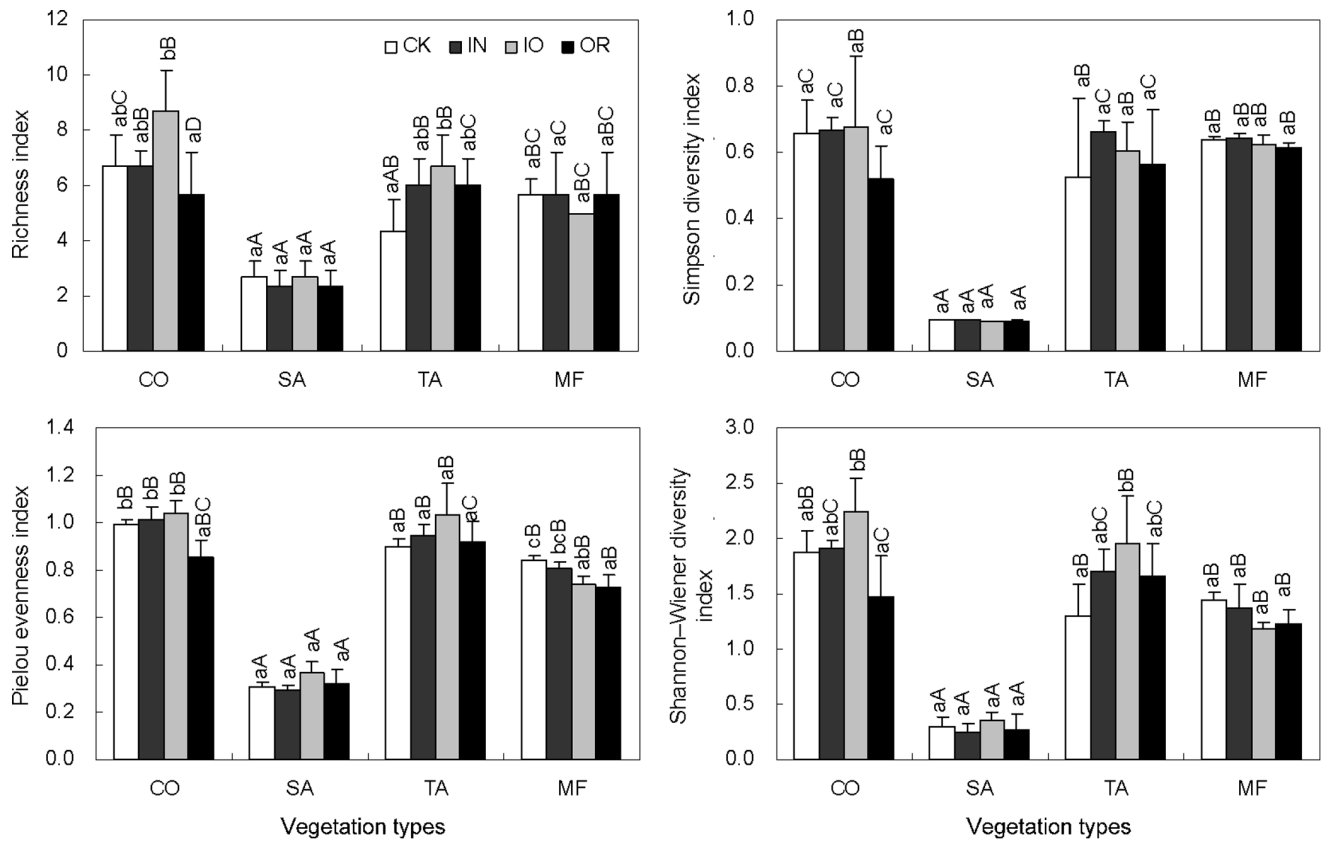 12
10
8
6
4
2
0
Richness index
CK IN IO OR
abC abB bB aD
aA aA aA aA
aAB abB bB abC
aBC aC aBC aBC
CO SA TA MF
1.0
0.8
0.6
0.4
0.2
0.0
Simpson diversity index
aC aC aB aC
aA aA aA aA
aB aC aB aC
aB aB aB aB
CO SA TA MF
1.4
1.2
1.0
0.8
0.6
0.4
0.2
0.0
Pielou evenness index
bB bB bB aBC
aA aA aA aA
aB aB aB aC
cB bcB abB aB
CO SA TA MF
Vegetation types
3.0
2.5
2.0
1.5
1.0
0.5
0.0
Shannon–Wiener diversity
index
abB abC bB aC
aA aA aA aA
aB abC bB abC
aB aB aB aB
CO SA TA MF
Vegetation types